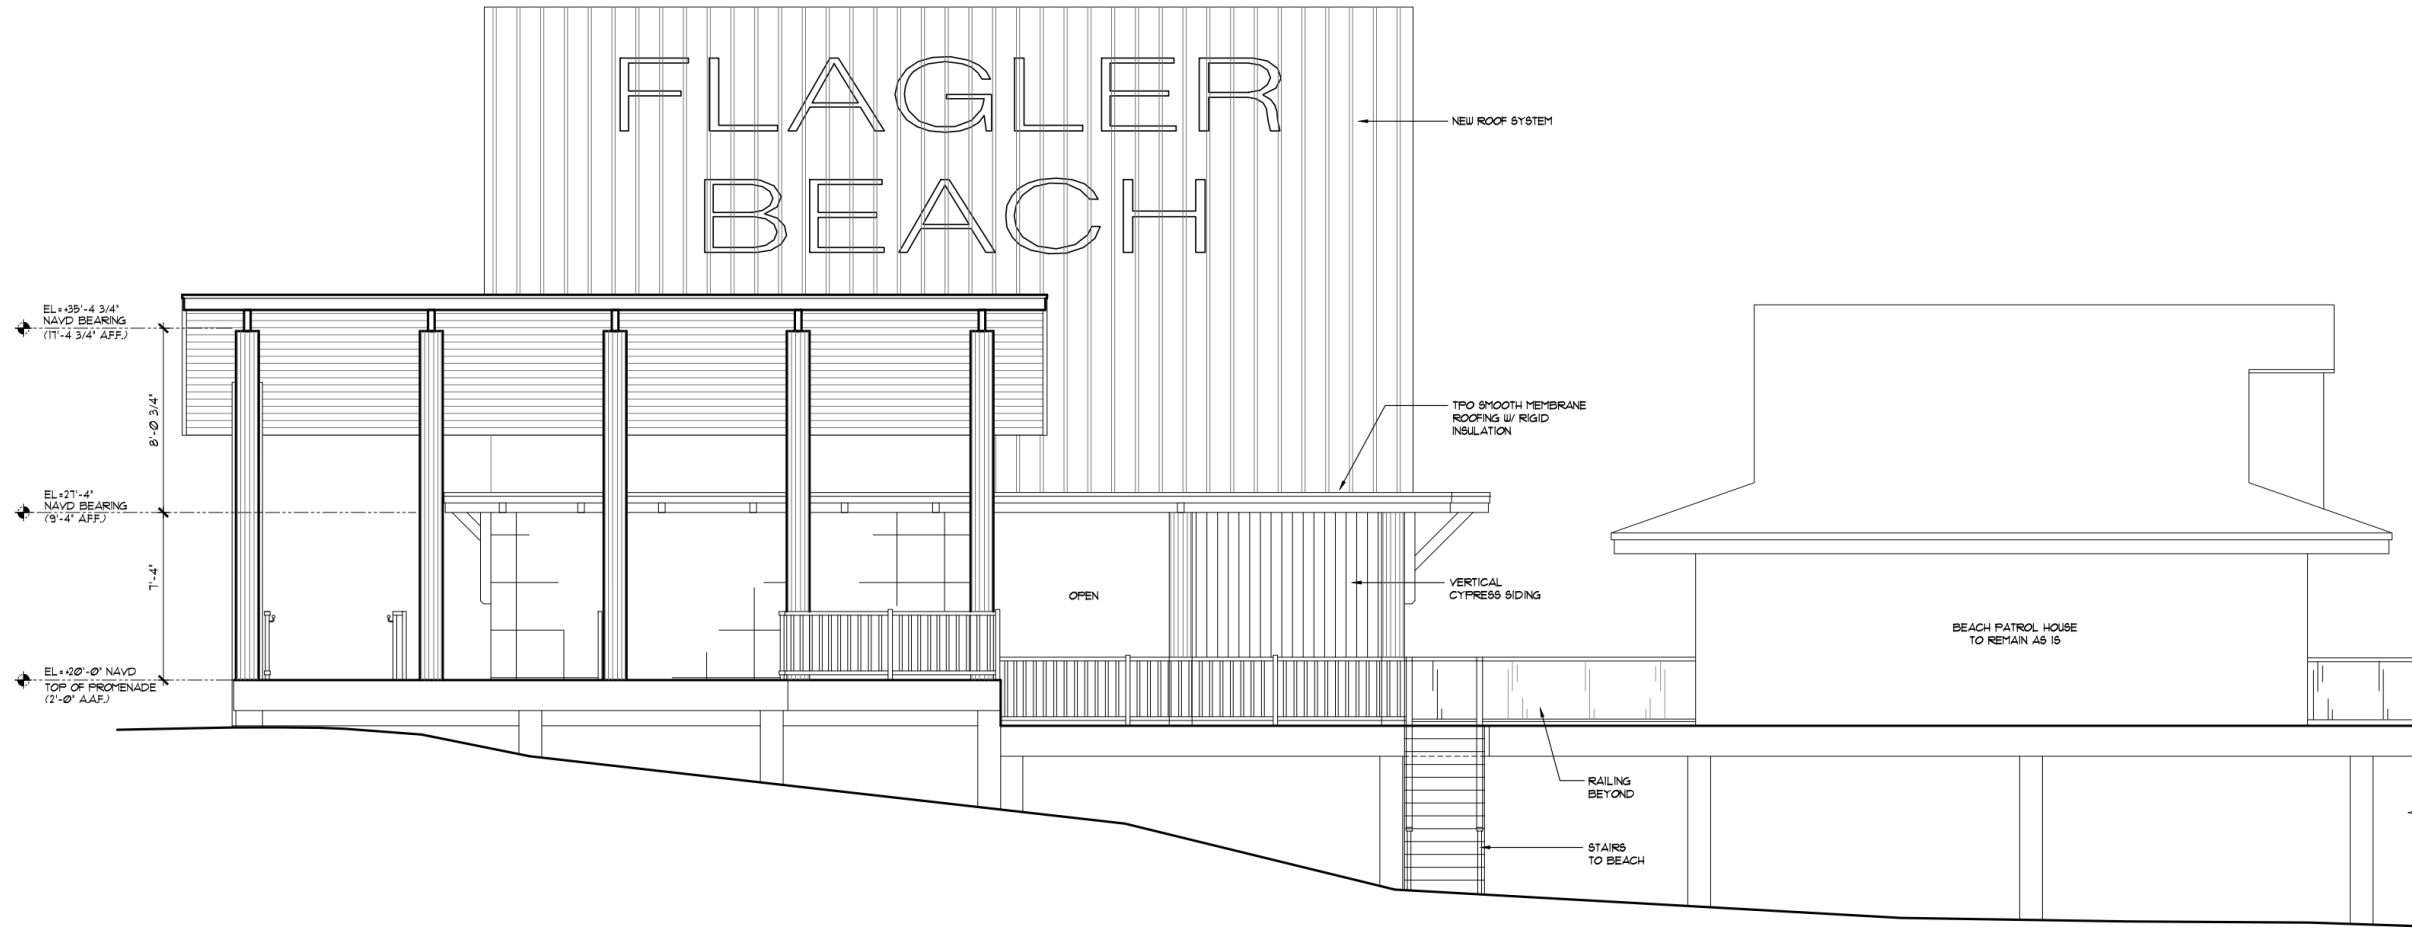 FLAGLER
BEACH
NEW ROOF SYSTEM
EL=+35'-4 3/4"
NAVD BEARING
(17'-4 3/4" A.F.F.)
8'-0 3/4"
TPO SMOOTH MEMBRANE
ROOFING W/ RIGID
INSULATION
EL=27'-4"
NAVD BEARING
(9'-4" A.F.F.)
7'-4"
VERTICAL
CYPRESS SIDING
OPEN
BEACH PATROL HOUSE
TO REMAIN AS IS
EL=+20'-0" NAVD
TOP OF PROMENADE
(2'-0" A.A.F.)
RAILING
BEYOND
STAIRS
TO BEACH